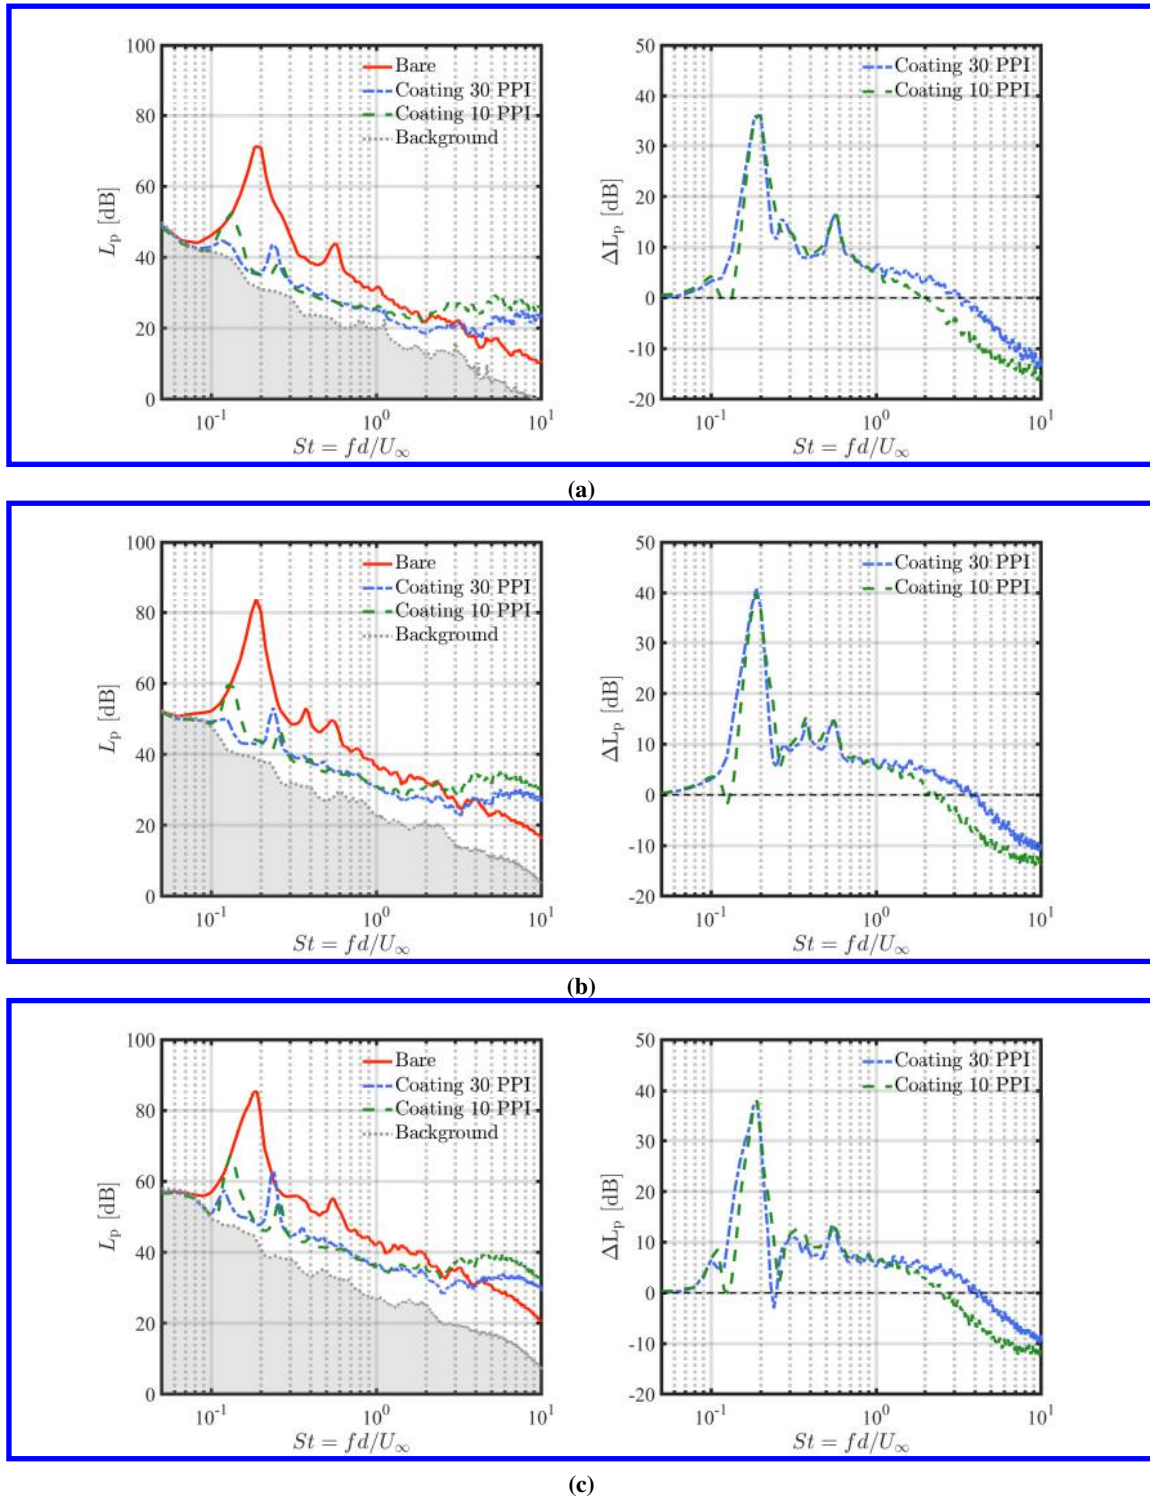 100
80
60
40
20
0
L_p [dB]
Bare
Coating 30 PPI
Coating 10 PPI
Background
10^-1
10^0
10^1
St = fd/U_∞
50
40
30
20
10
0
-10
-20
ΔL_p [dB]
Coating 30 PPI
Coating 10 PPI
10^-1
10^0
10^1
St = fd/U_∞
(a)
100
80
60
40
20
0
L_p [dB]
Bare
Coating 30 PPI
Coating 10 PPI
Background
10^-1
10^0
10^1
St = fd/U_∞
50
40
30
20
10
0
-10
-20
ΔL_p [dB]
Coating 30 PPI
Coating 10 PPI
10^-1
10^0
10^1
St = fd/U_∞
(b)
100
80
60
40
20
0
L_p [dB]
Bare
Coating 30 PPI
Coating 10 PPI
Background
10^-1
10^0
10^1
St = fd/U_∞
50
40
30
20
10
0
-10
-20
ΔL_p [dB]
Coating 30 PPI
Coating 10 PPI
10^-1
10^0
10^1
St = fd/U_∞
(c)